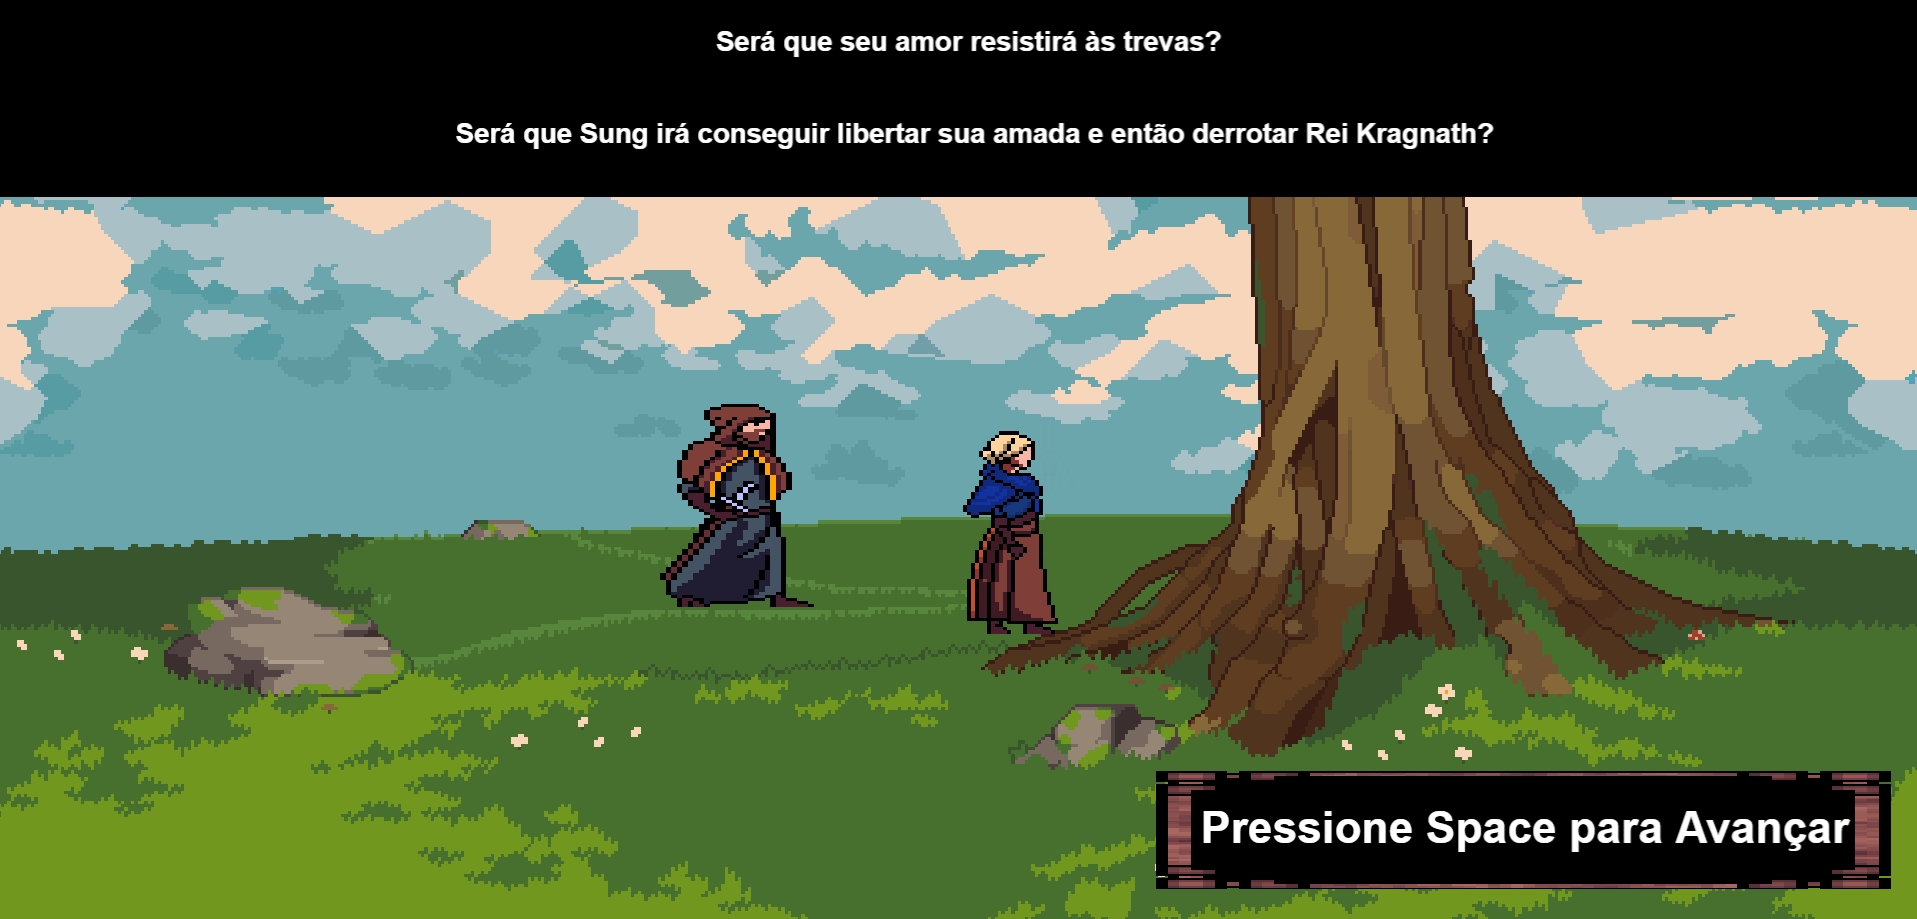 Será que seu amor resistirá às trevas?
Será que Sung irá conseguir libertar sua amada e então derrotar Rei Kragnath?
Pressione Space para Avançar